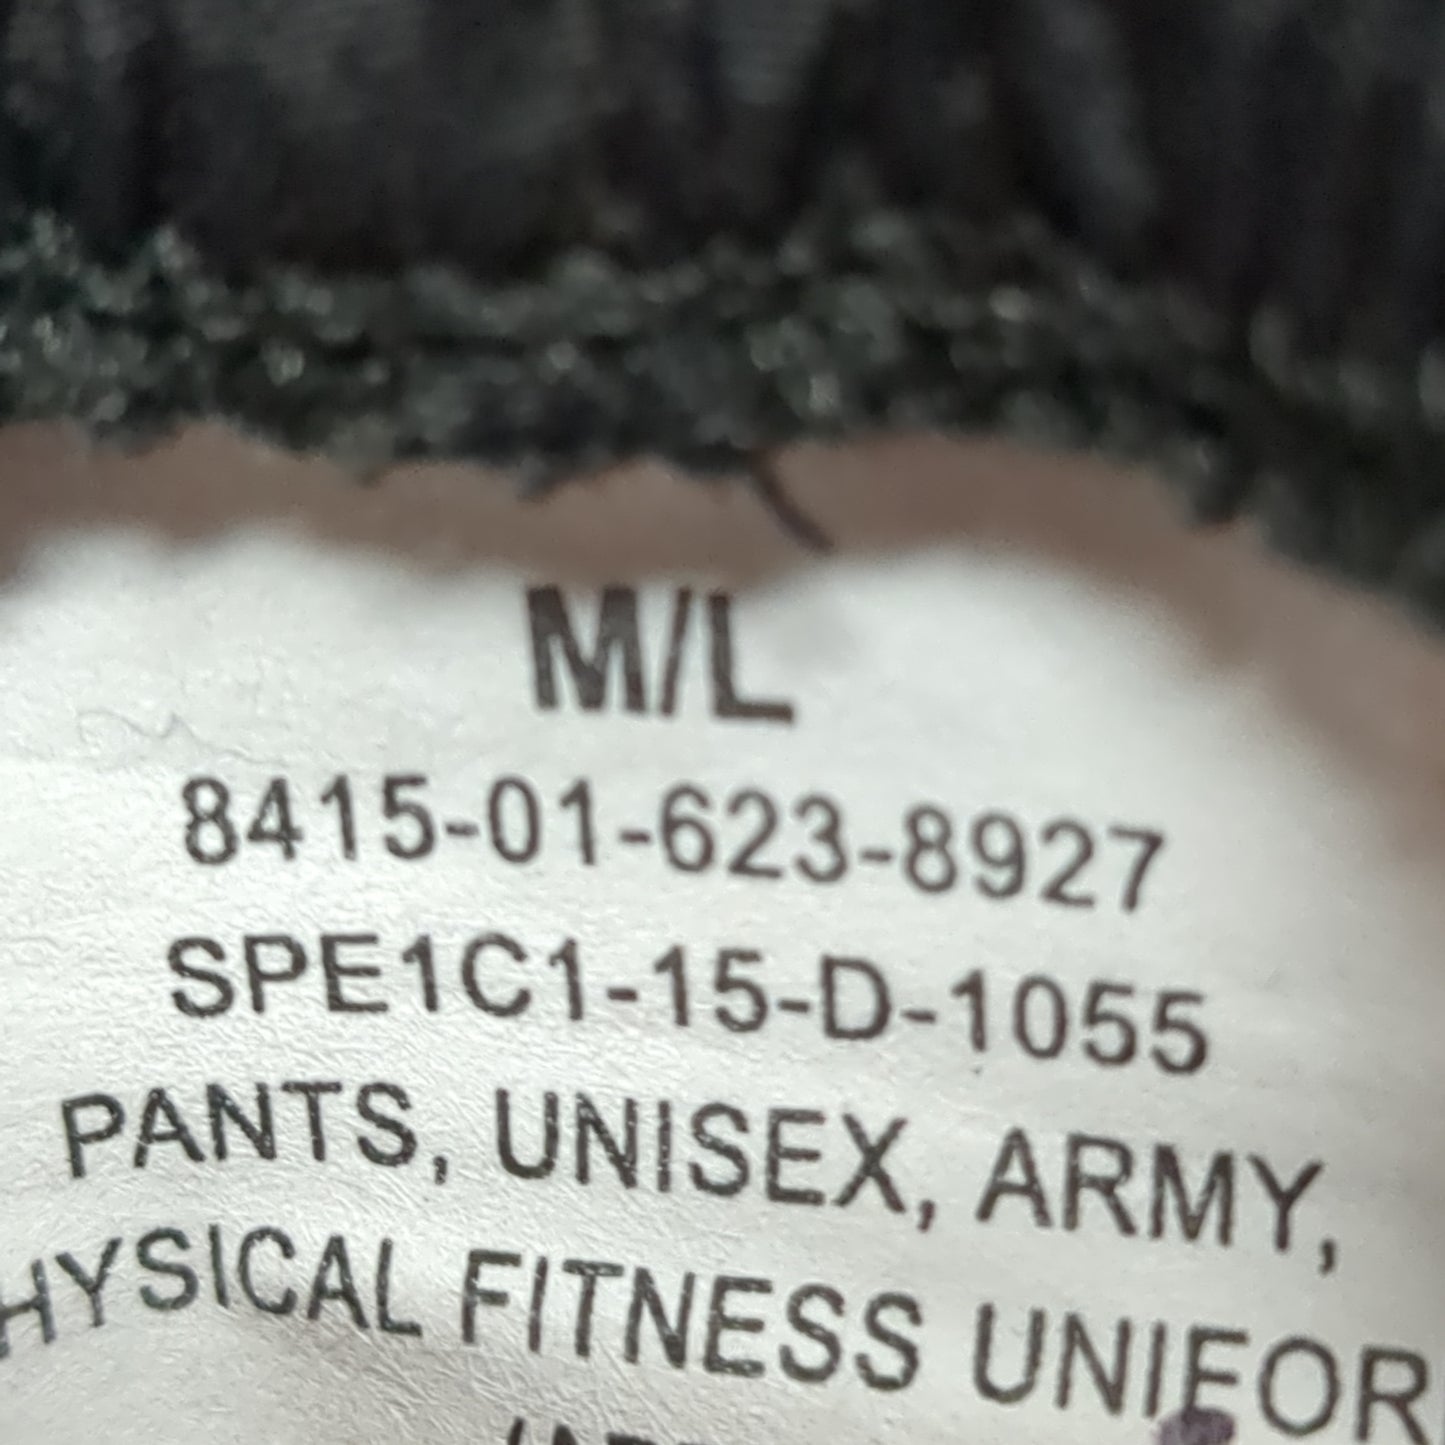 M/L
8415-01-623-8927
SPE1C1-15-D-1055
PANTS, UNISEX, ARMY,
HYSICAL FITNESS UNIFOR